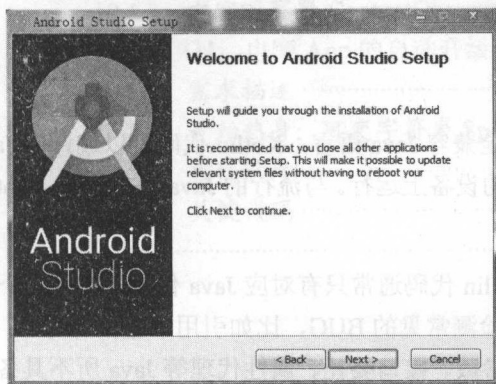 Android Studio Setup
Welcome to Android Studio Setup
Setup will guide you through the installation of Android
Studio.
It is recommended that you close all other applications
before starting Setup. This will make it possible to update
relevant system files without having to reboot your
computer.
Click Next to continue.
Android
Studio
< Back
Next >
Cancel